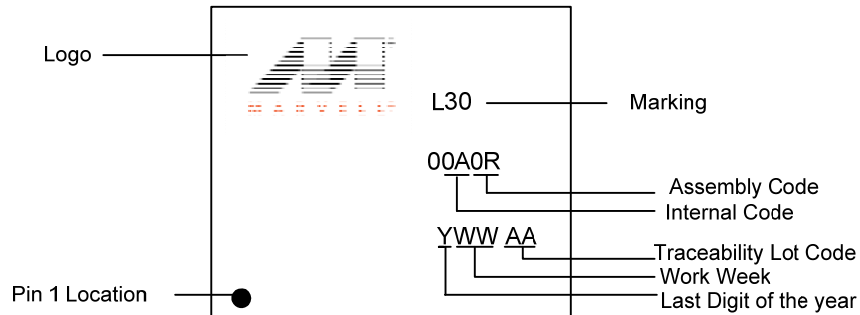 Logo
MARVELL
L30
Marking
00A0R
Assembly Code
Internal Code
YWW AA
Traceability Lot Code
Work Week
Pin 1 Location
Last Digit of the year